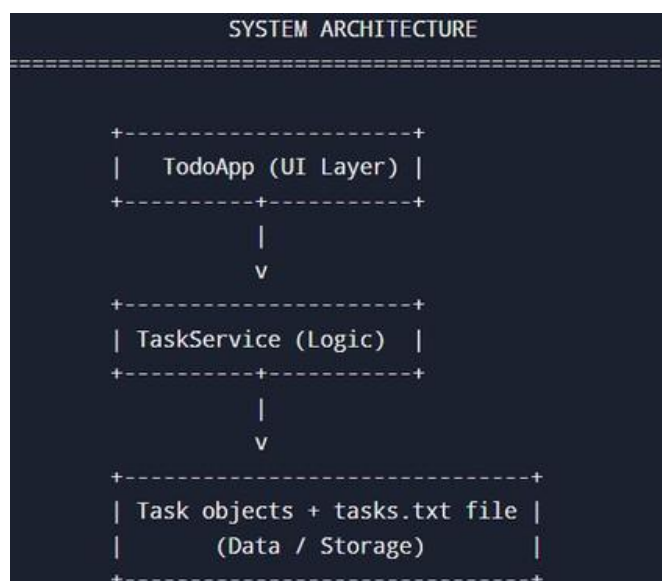 SYSTEM ARCHITECTURE
==================================================
+-----------------------+
|   TodoApp (UI Layer) |
+----------+------------+
|
v
+-----------------------+
| TaskService (Logic)  |
+----------+------------+
|
v
+--------------------------------+
| Task objects + tasks.txt file |
|       (Data / Storage)        |
+--------------------------------+